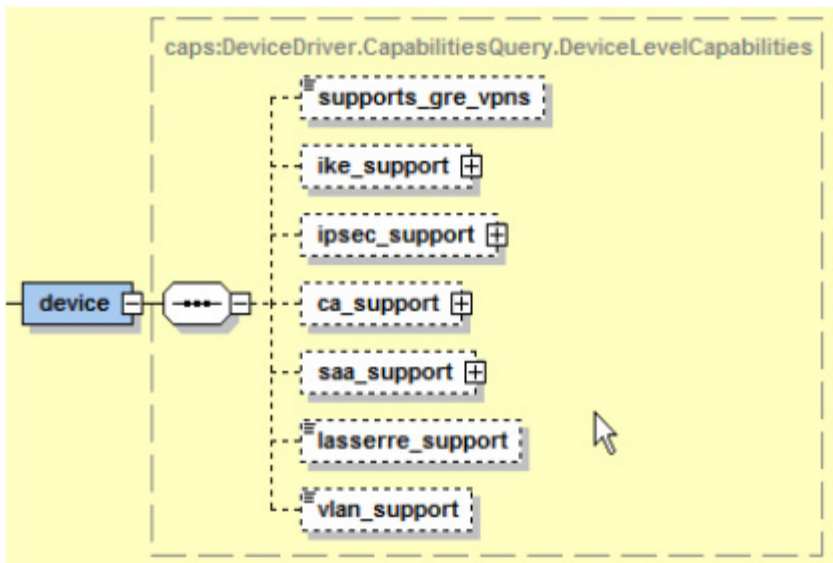 caps:DeviceDriver.CapabilitiesQuery.DeviceLevelCapabilities
supports_gre_vpns
ike_support
ipsec_support
device
ca_support
saa_support
lasserre_support
vlan_support